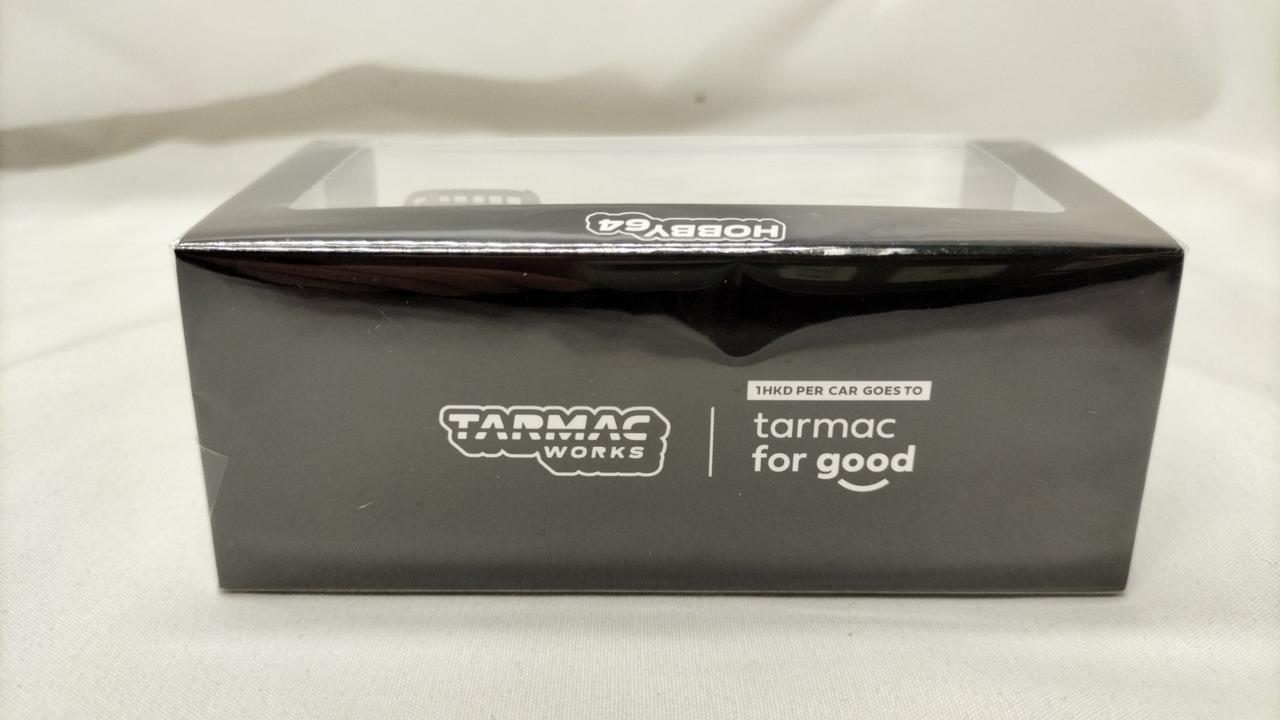 HOBBY64
TARMAC
WORKS
1HKD PER CAR GOES TO
tarmac
for good